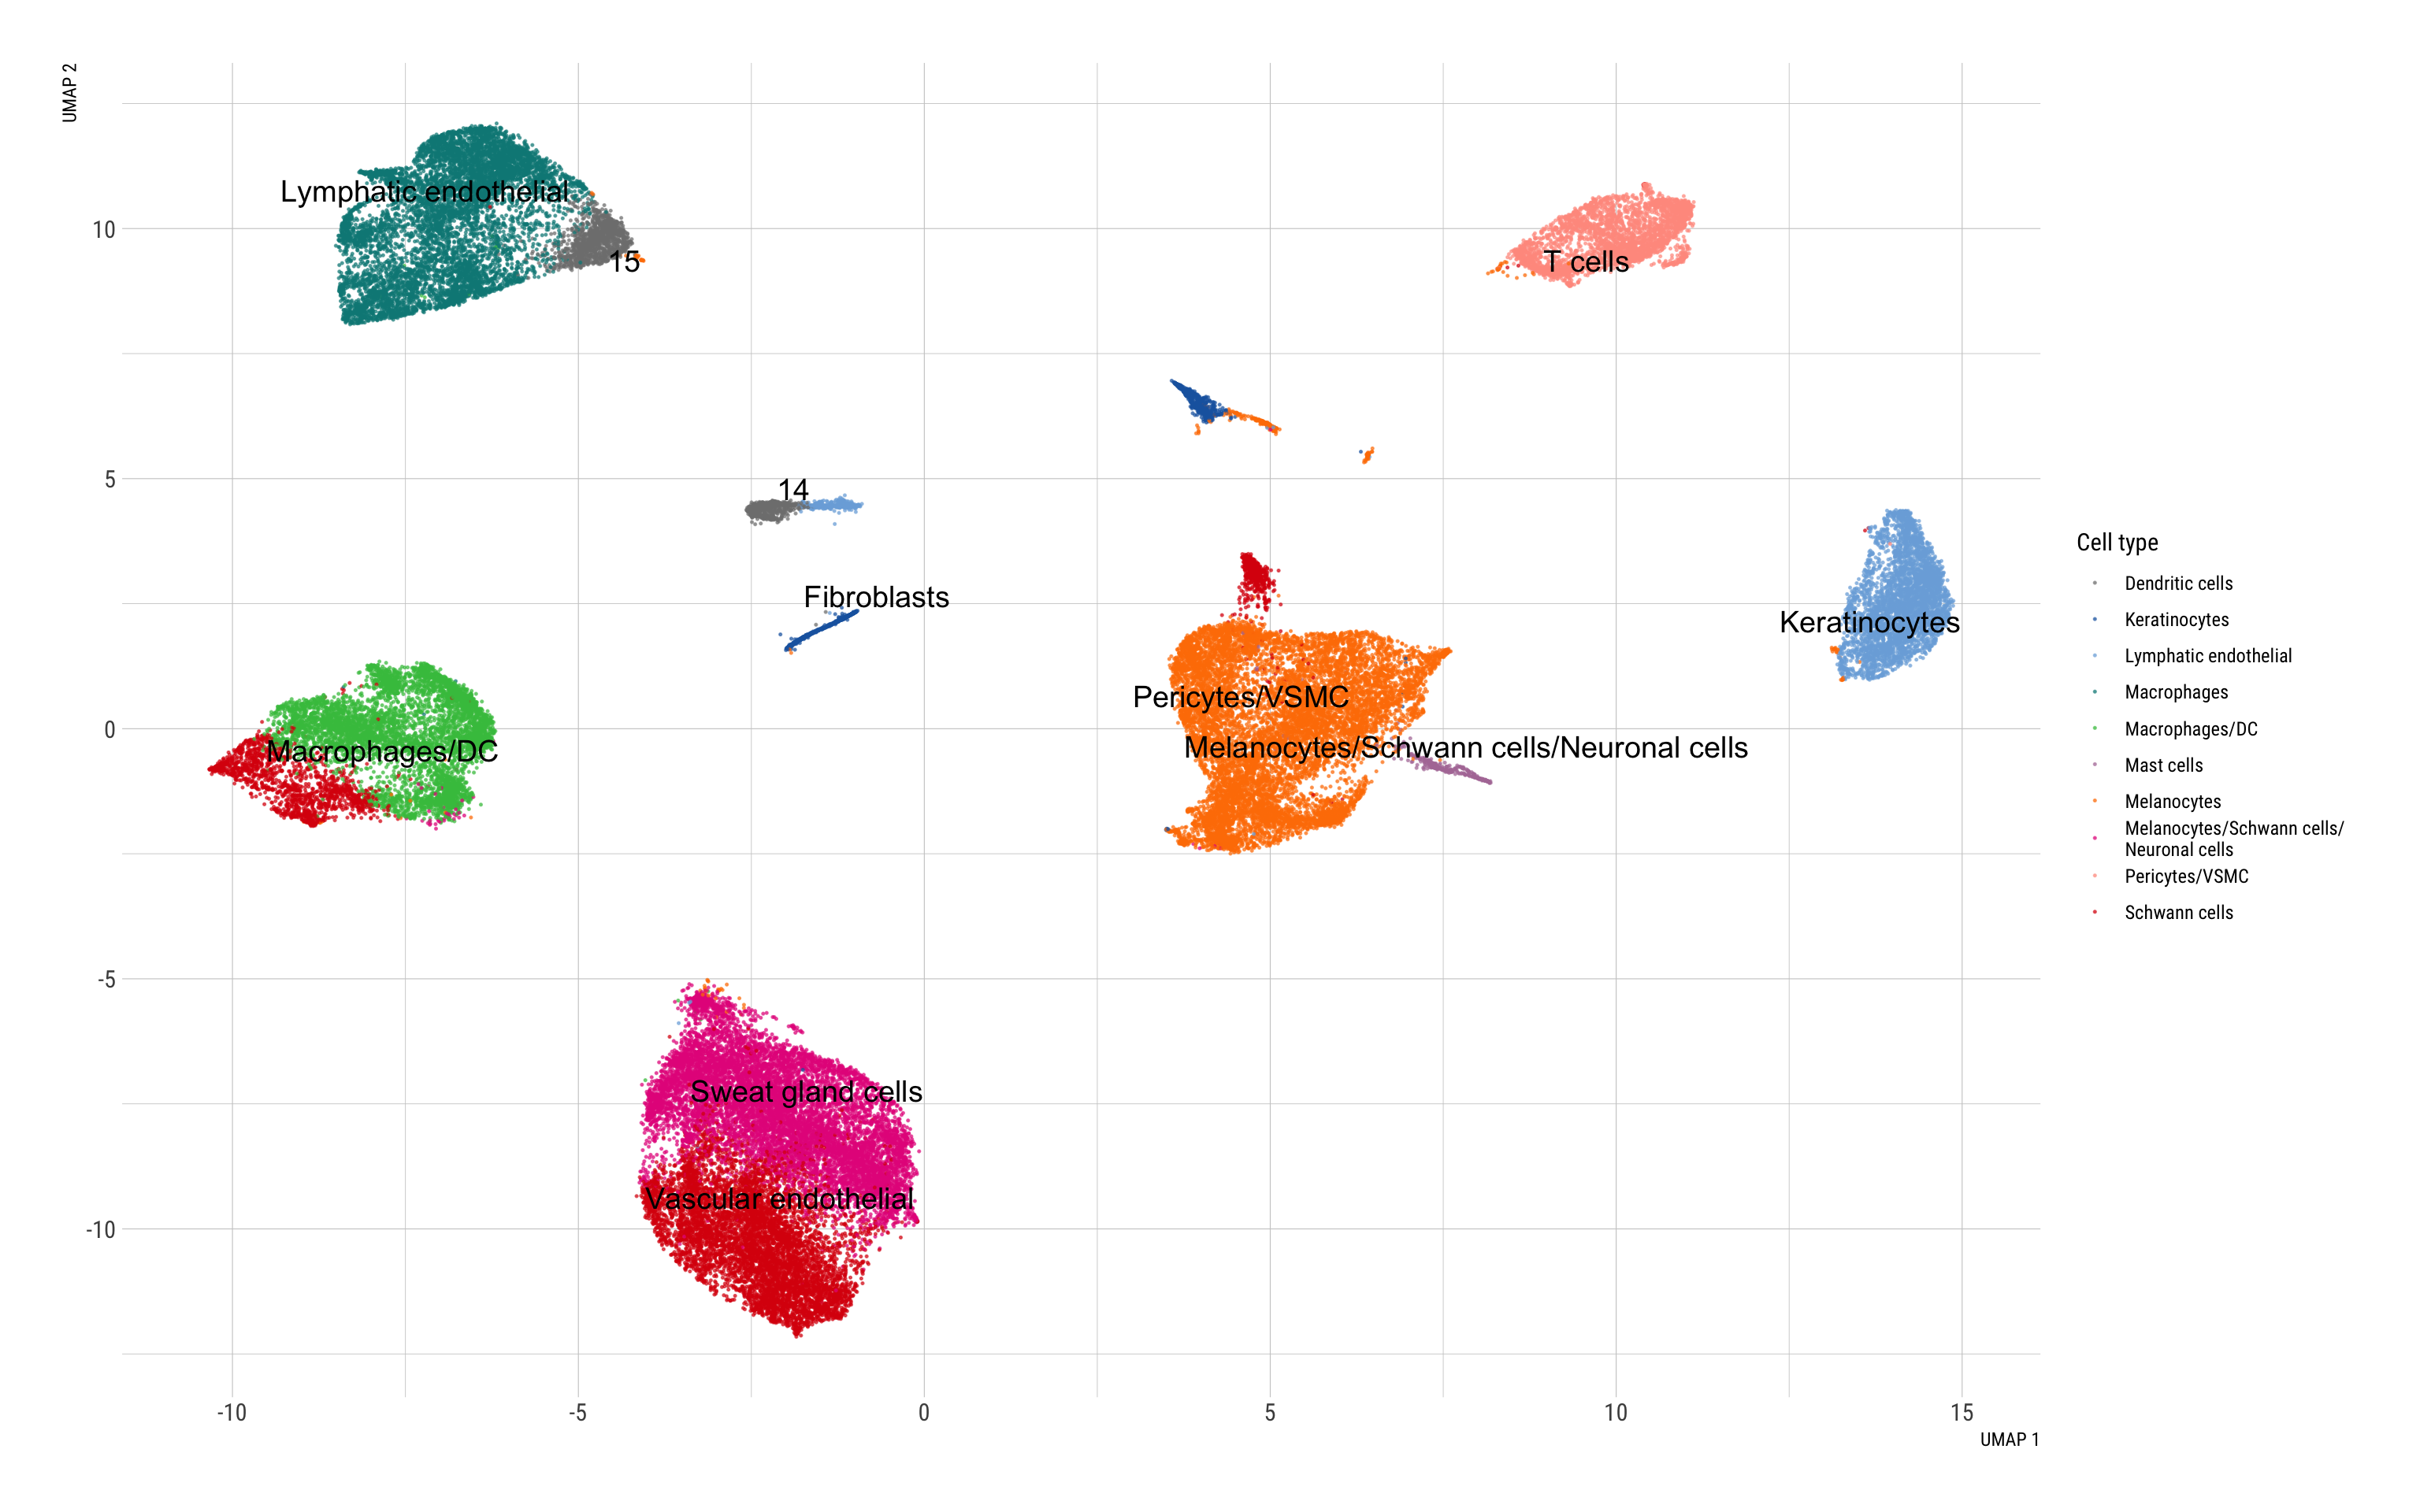 UMAP 2
Lymphatic endothelial
10
15
T cells
5
14
Fibroblasts
Keratinocytes
Pericytes/VSMC
0
Macrophages/DC
Melanocytes/Schwann cells/Neuronal cells
-5
Sweat gland cells
Vascular endothelial
-10
-10
-5
0
5
10
15
UMAP 1
Cell type
Dendritic cells
Keratinocytes
Lymphatic endothelial
Macrophages
Macrophages/DC
Mast cells
Melanocytes
Melanocytes/Schwann cells/
Neuronal cells
Pericytes/VSMC
Schwann cells